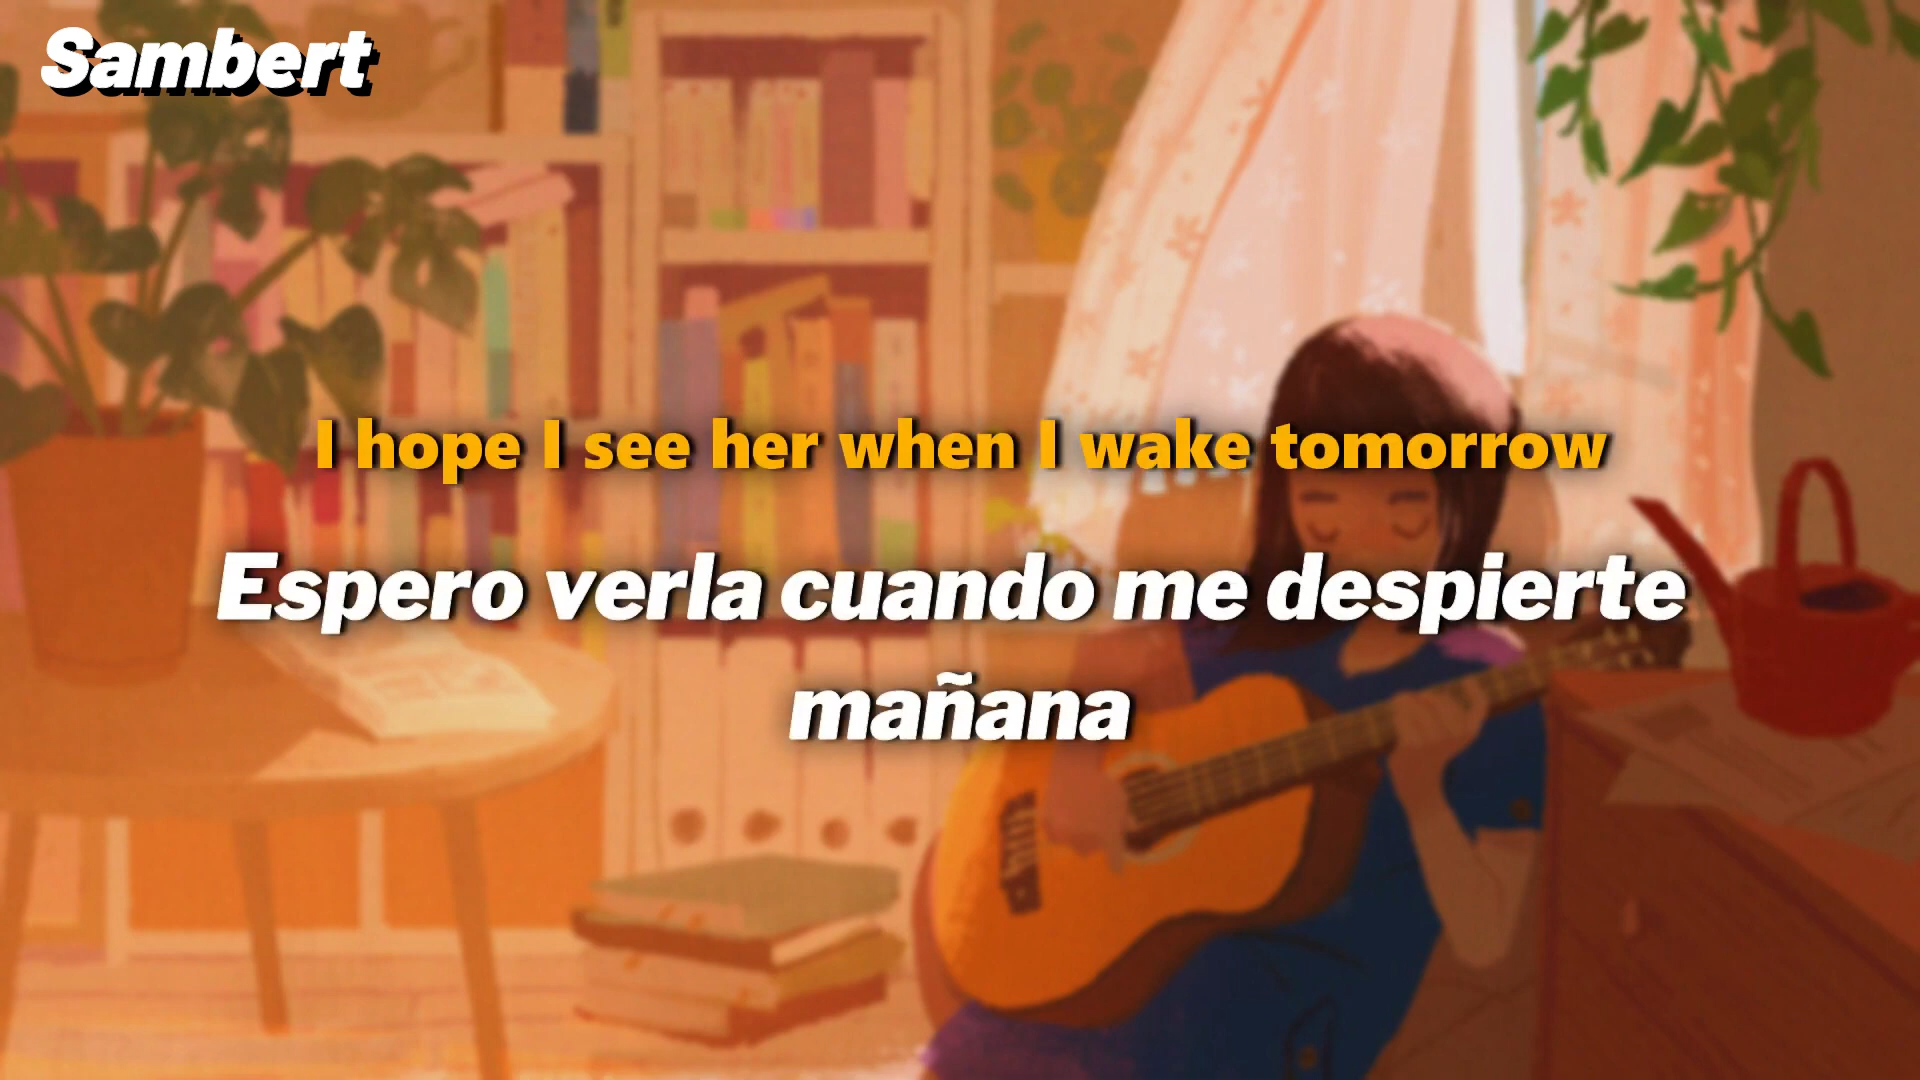 Sambert
I hope I see her when I wake tomorrow
Espero verla cuando me despierte
mañana